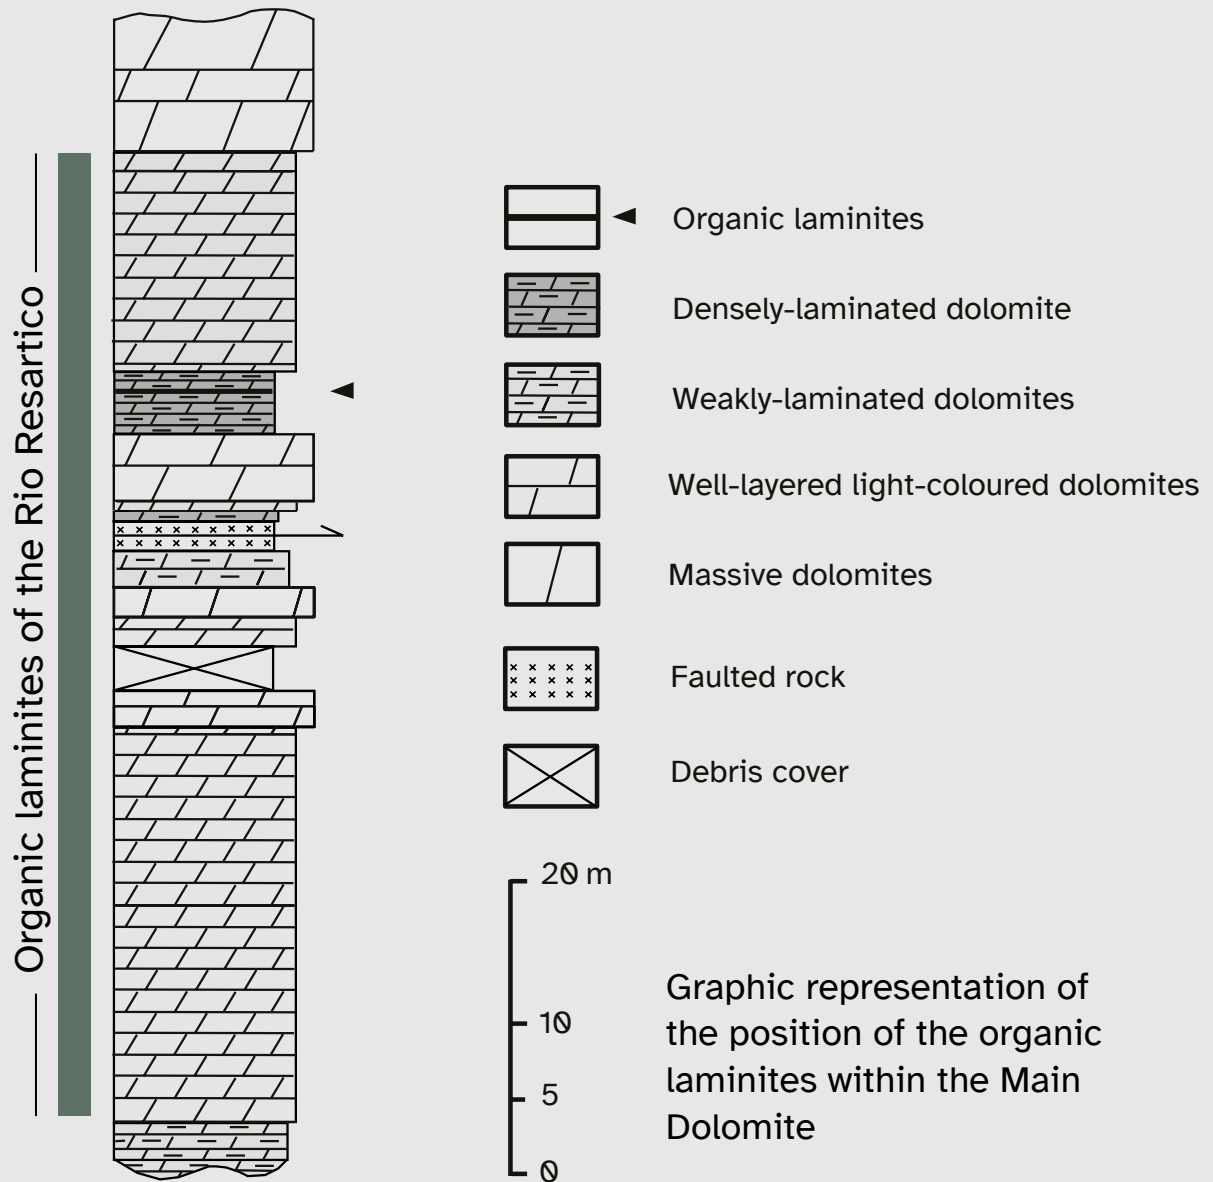 Organic laminites of the Rio Resartico
Organic laminites
Densely-laminated dolomite
Weakly-laminated dolomites
Well-layered light-coloured dolomites
Massive dolomites
Faulted rock
Debris cover
20 m
10
5
0
Graphic representation of
the position of the organic
laminites within the Main
Dolomite